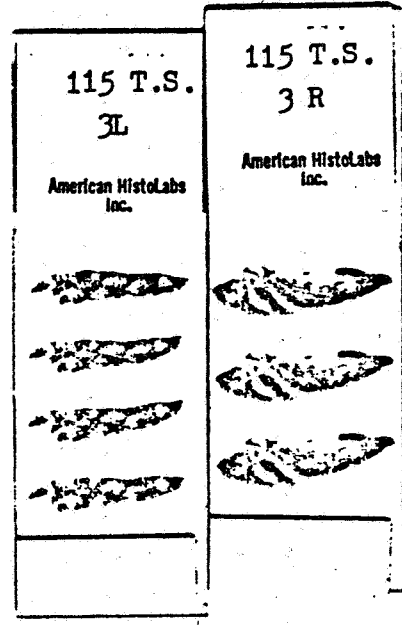 115 T.S.
3L
American HistoLabs
Inc.
115 T.S.
3 R
American HistoLabs
Inc.